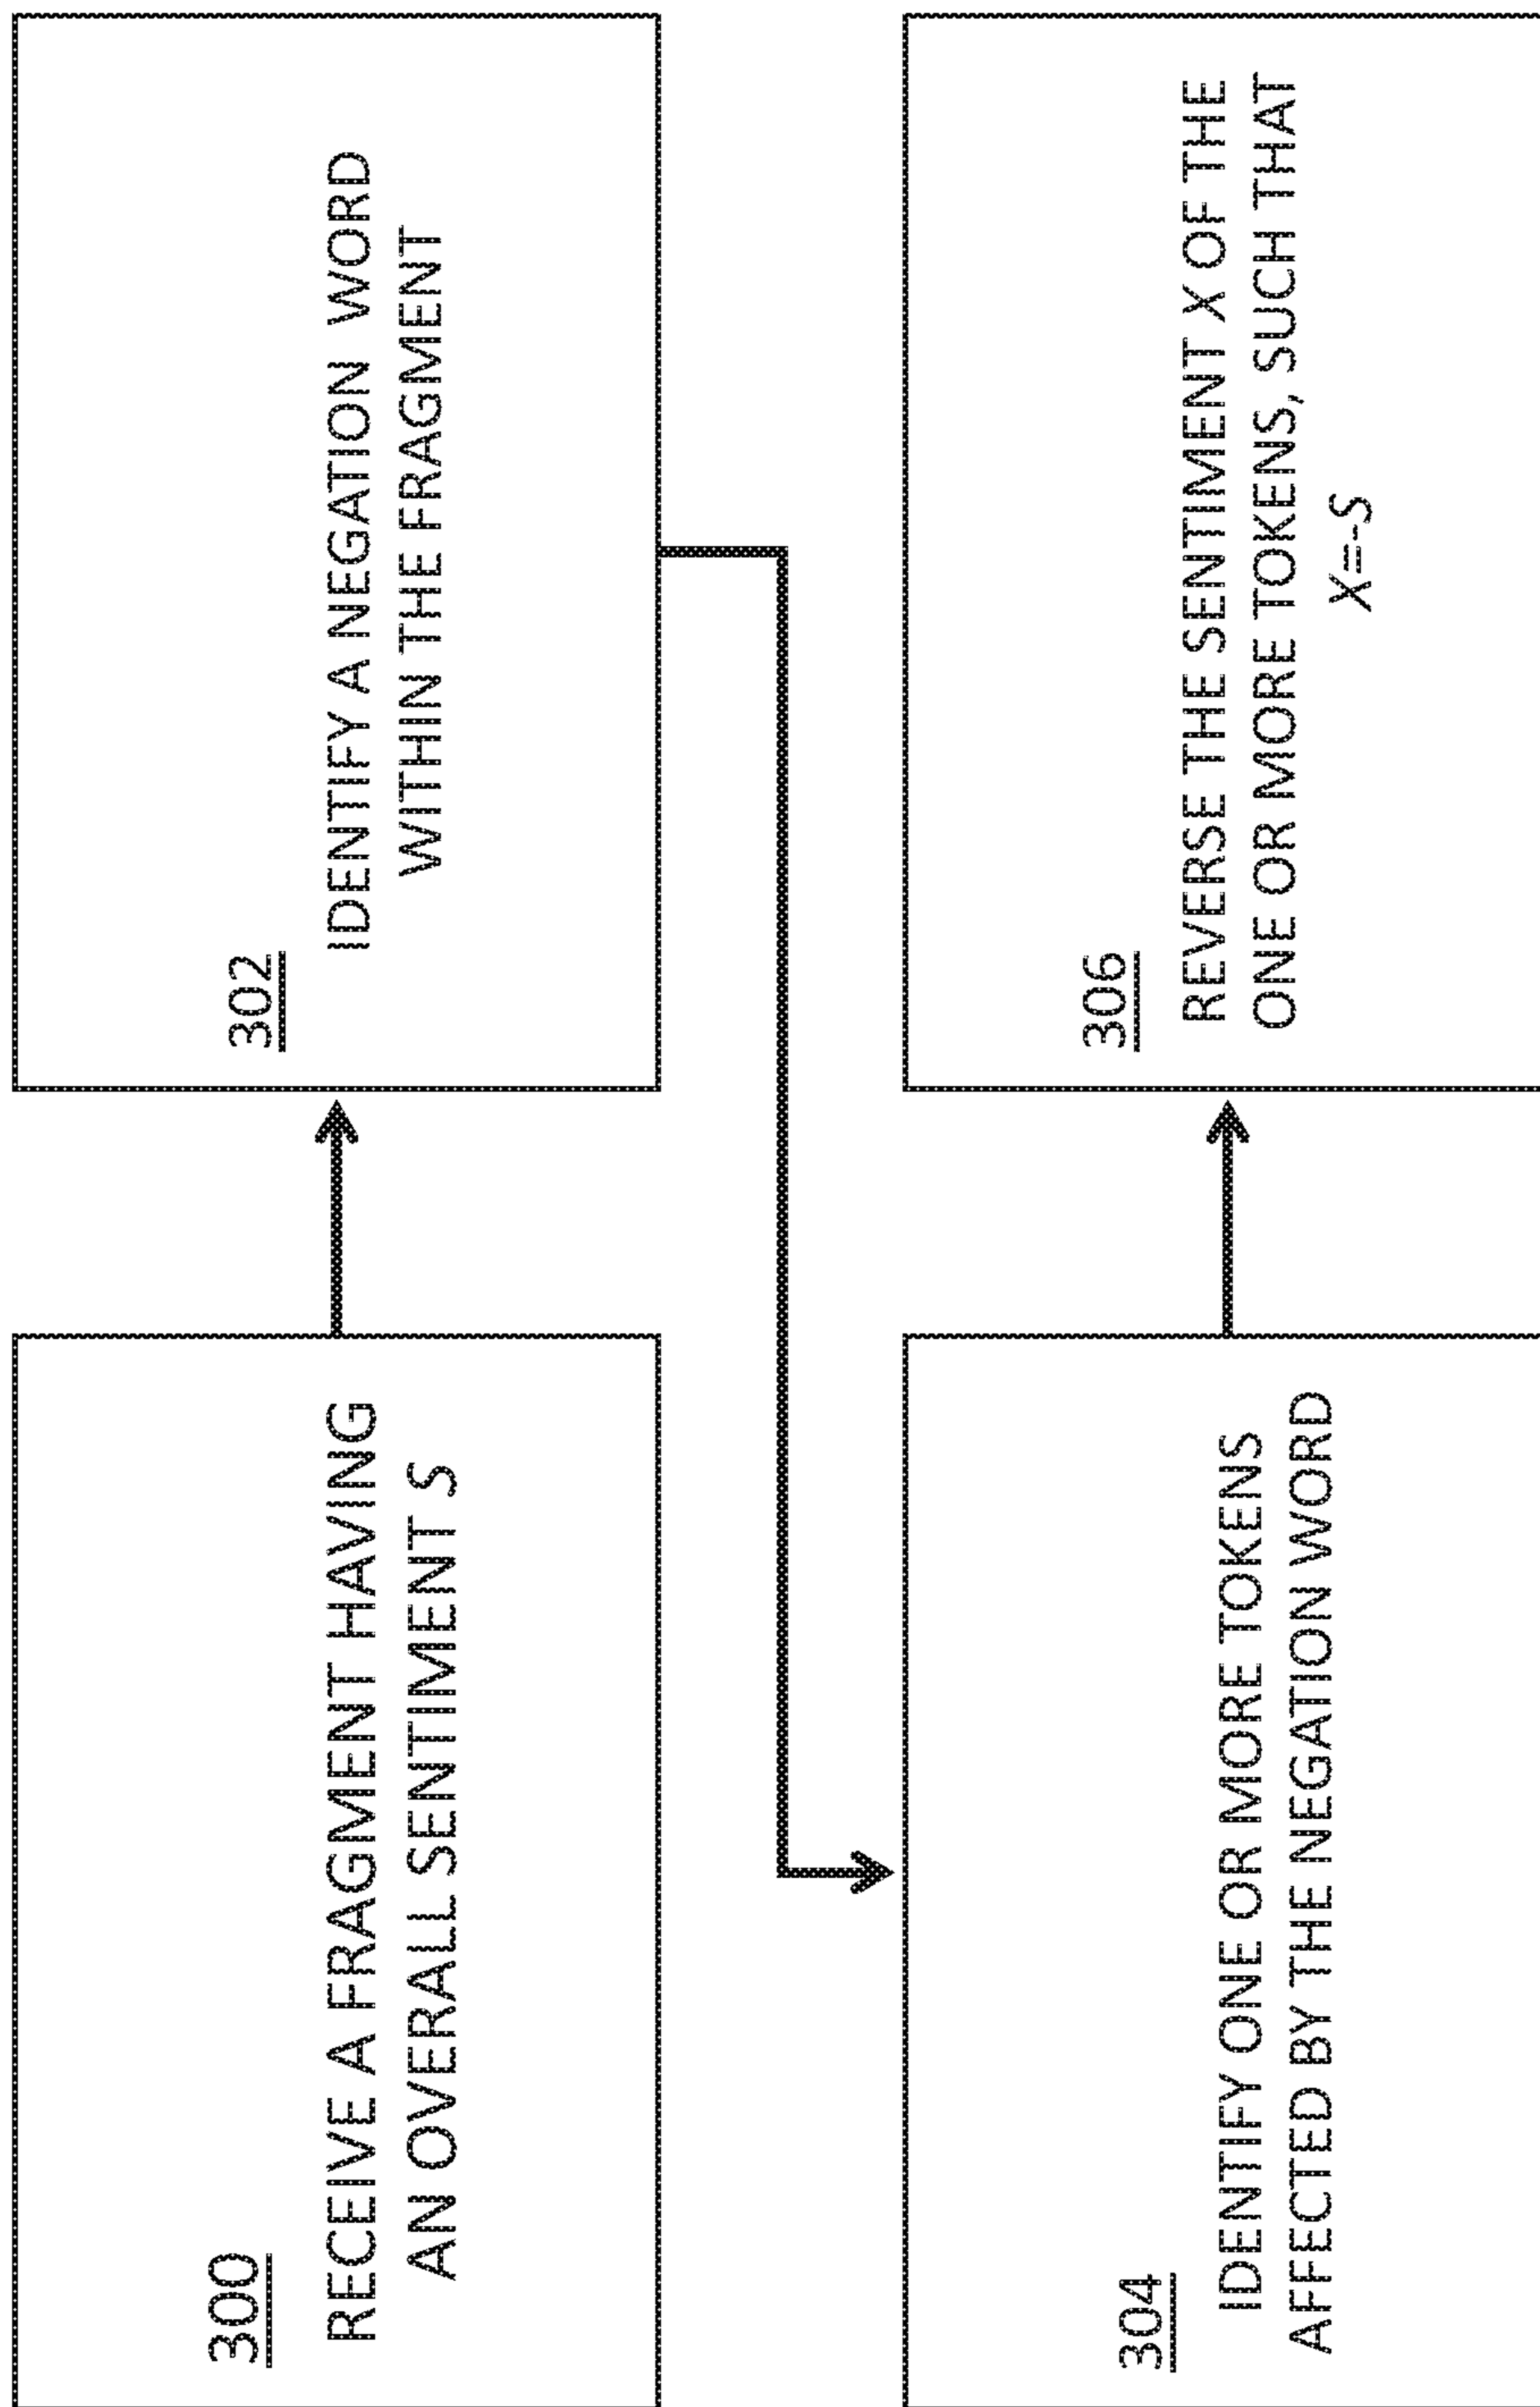 300
RECEIVE A FRAGMENT HAVING
AN OVERALL SENTIMENT S
302
IDENTIFY A NEGATION WORD
WITHIN THE FRAGMENT
304
IDENTIFY ONE OR MORE TOKENS
AFFECTED BY THE NEGATION WORD
306
REVERSE THE SENTIMENT X OF THE
ONE OR MORE TOKENS, SUCH THAT
X=-S